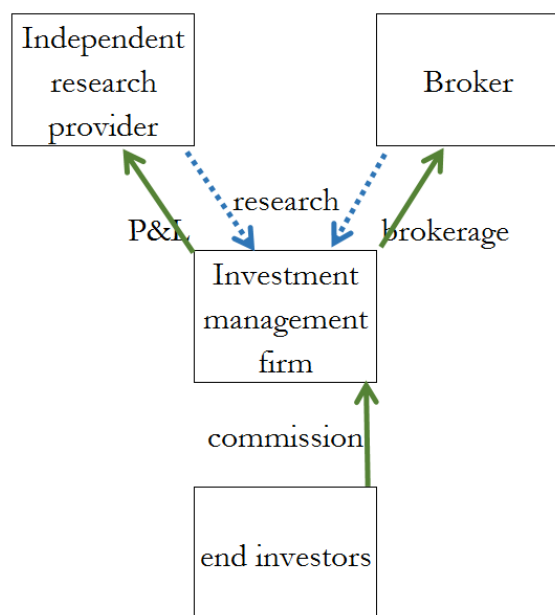 Independent
research
provider
Broker
research
P&L
brokerage
Investment
management
firm
commission
end investors